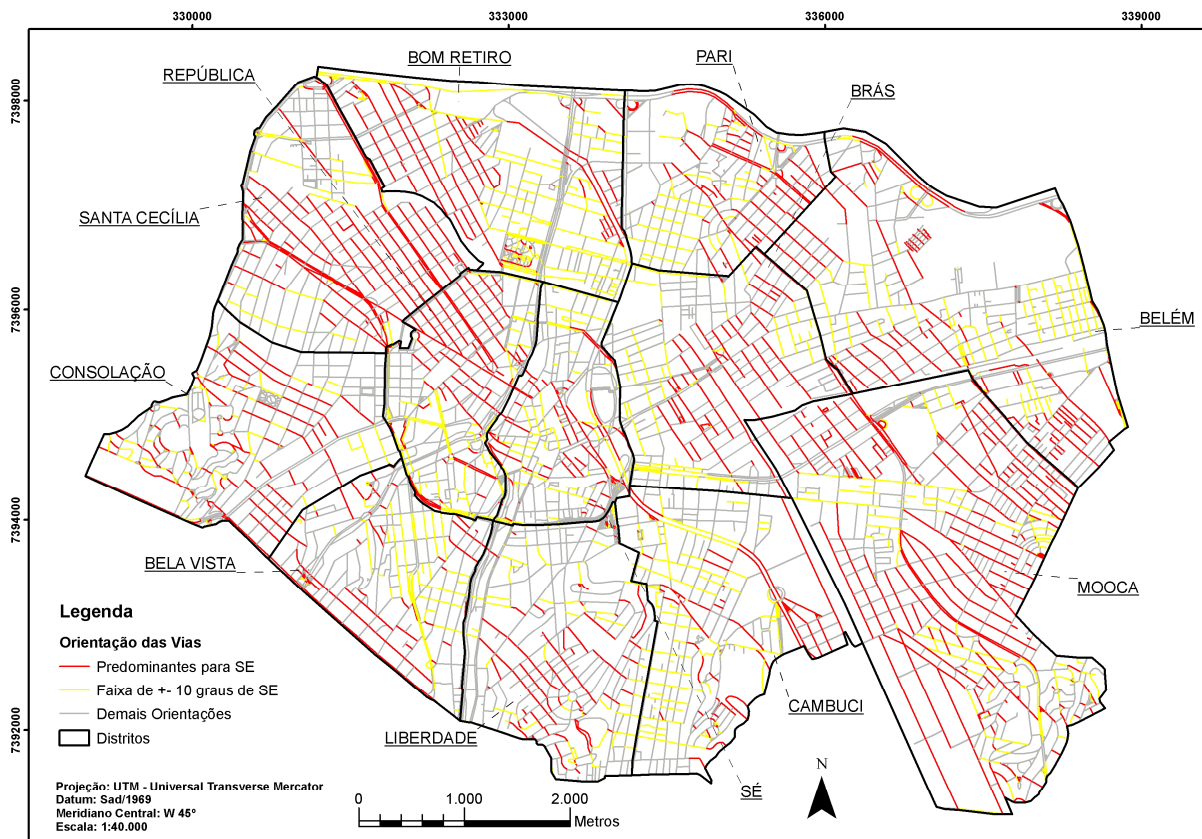 330000 333000 336000 339000
7398000
7396000
7394000
7392000
BOM RETIRO
PARI
REPÚBLICA
BRÁS
SANTA CECÍLIA
BELÉM
CONSOLAÇÃO
BELA VISTA
MOOCA
CAMBUCI
LIBERDADE
SÉ
Legenda
Orientação das Vias
Predominantes para SE
Faixa de +- 10 graus de SE
Demais Orientações
Distritos
Projeção: UTM - Universal Transverse Mercator
Datum: Sad/1969
Meridiano Central: W 45º
Escala: 1:40.000
0 1.000 2.000
Metros
N